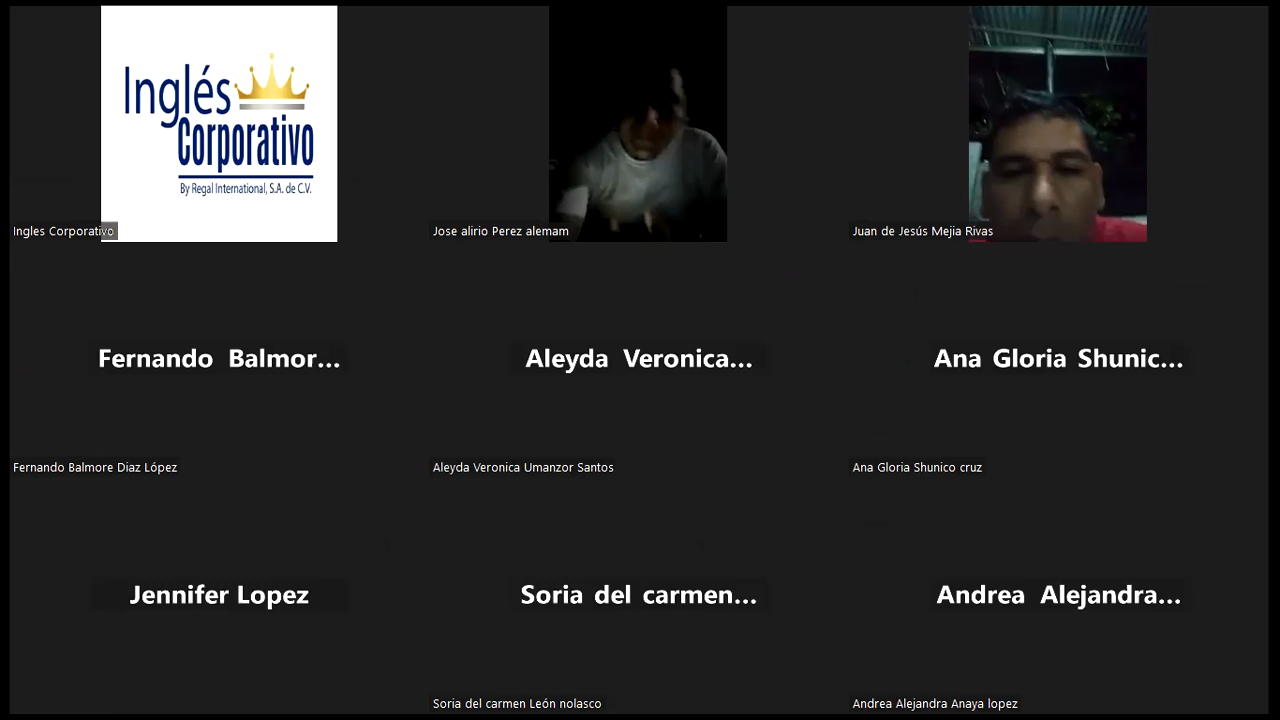 Inglés
Corporativo
By Regal International, S.A. de C.V.
Ingles Corporativo
Jose alirio Perez alemam
Juan de Jesús Mejia Rivas
Fernando Balmor...
Aleyda Veronica...
Ana Gloria Shunic...
Fernando Balmore Diaz López
Aleyda Veronica Umanzor Santos
Ana Gloria Shunico cruz
Jennifer Lopez
Soria del carmen...
Andrea Alejandra...
Soria del carmen León nolasco
Andrea Alejandra Anaya lopez